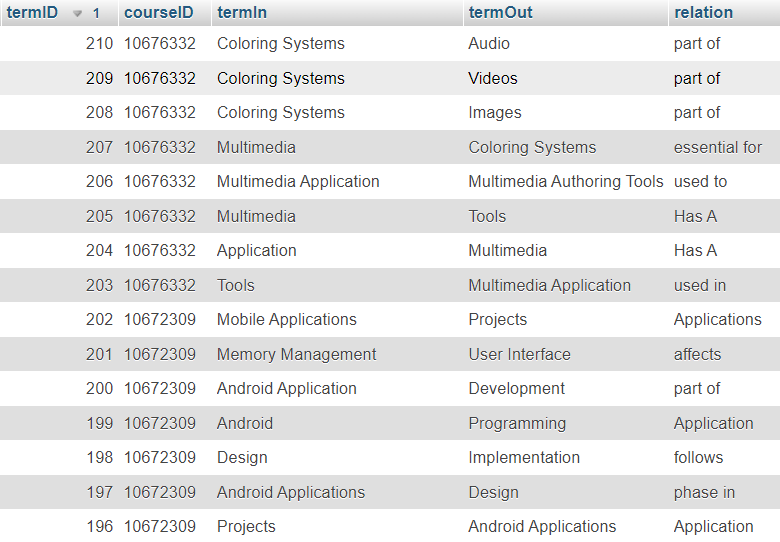 termID 1 courseID termIn termOut relation
210 10676332 Coloring Systems Audio part of
209 10676332 Coloring Systems Videos part of
208 10676332 Coloring Systems Images part of
207 10676332 Multimedia Coloring Systems essential for
206 10676332 Multimedia Application Multimedia Authoring Tools used to
205 10676332 Multimedia Tools Has A
204 10676332 Application Multimedia Has A
203 10676332 Tools Multimedia Application used in
202 10672309 Mobile Applications Projects Applications
201 10672309 Memory Management User Interface affects
200 10672309 Android Application Development part of
199 10672309 Android Programming Application
198 10672309 Design Implementation follows
197 10672309 Android Applications Design phase in
196 10672309 Projects Android Applications Application